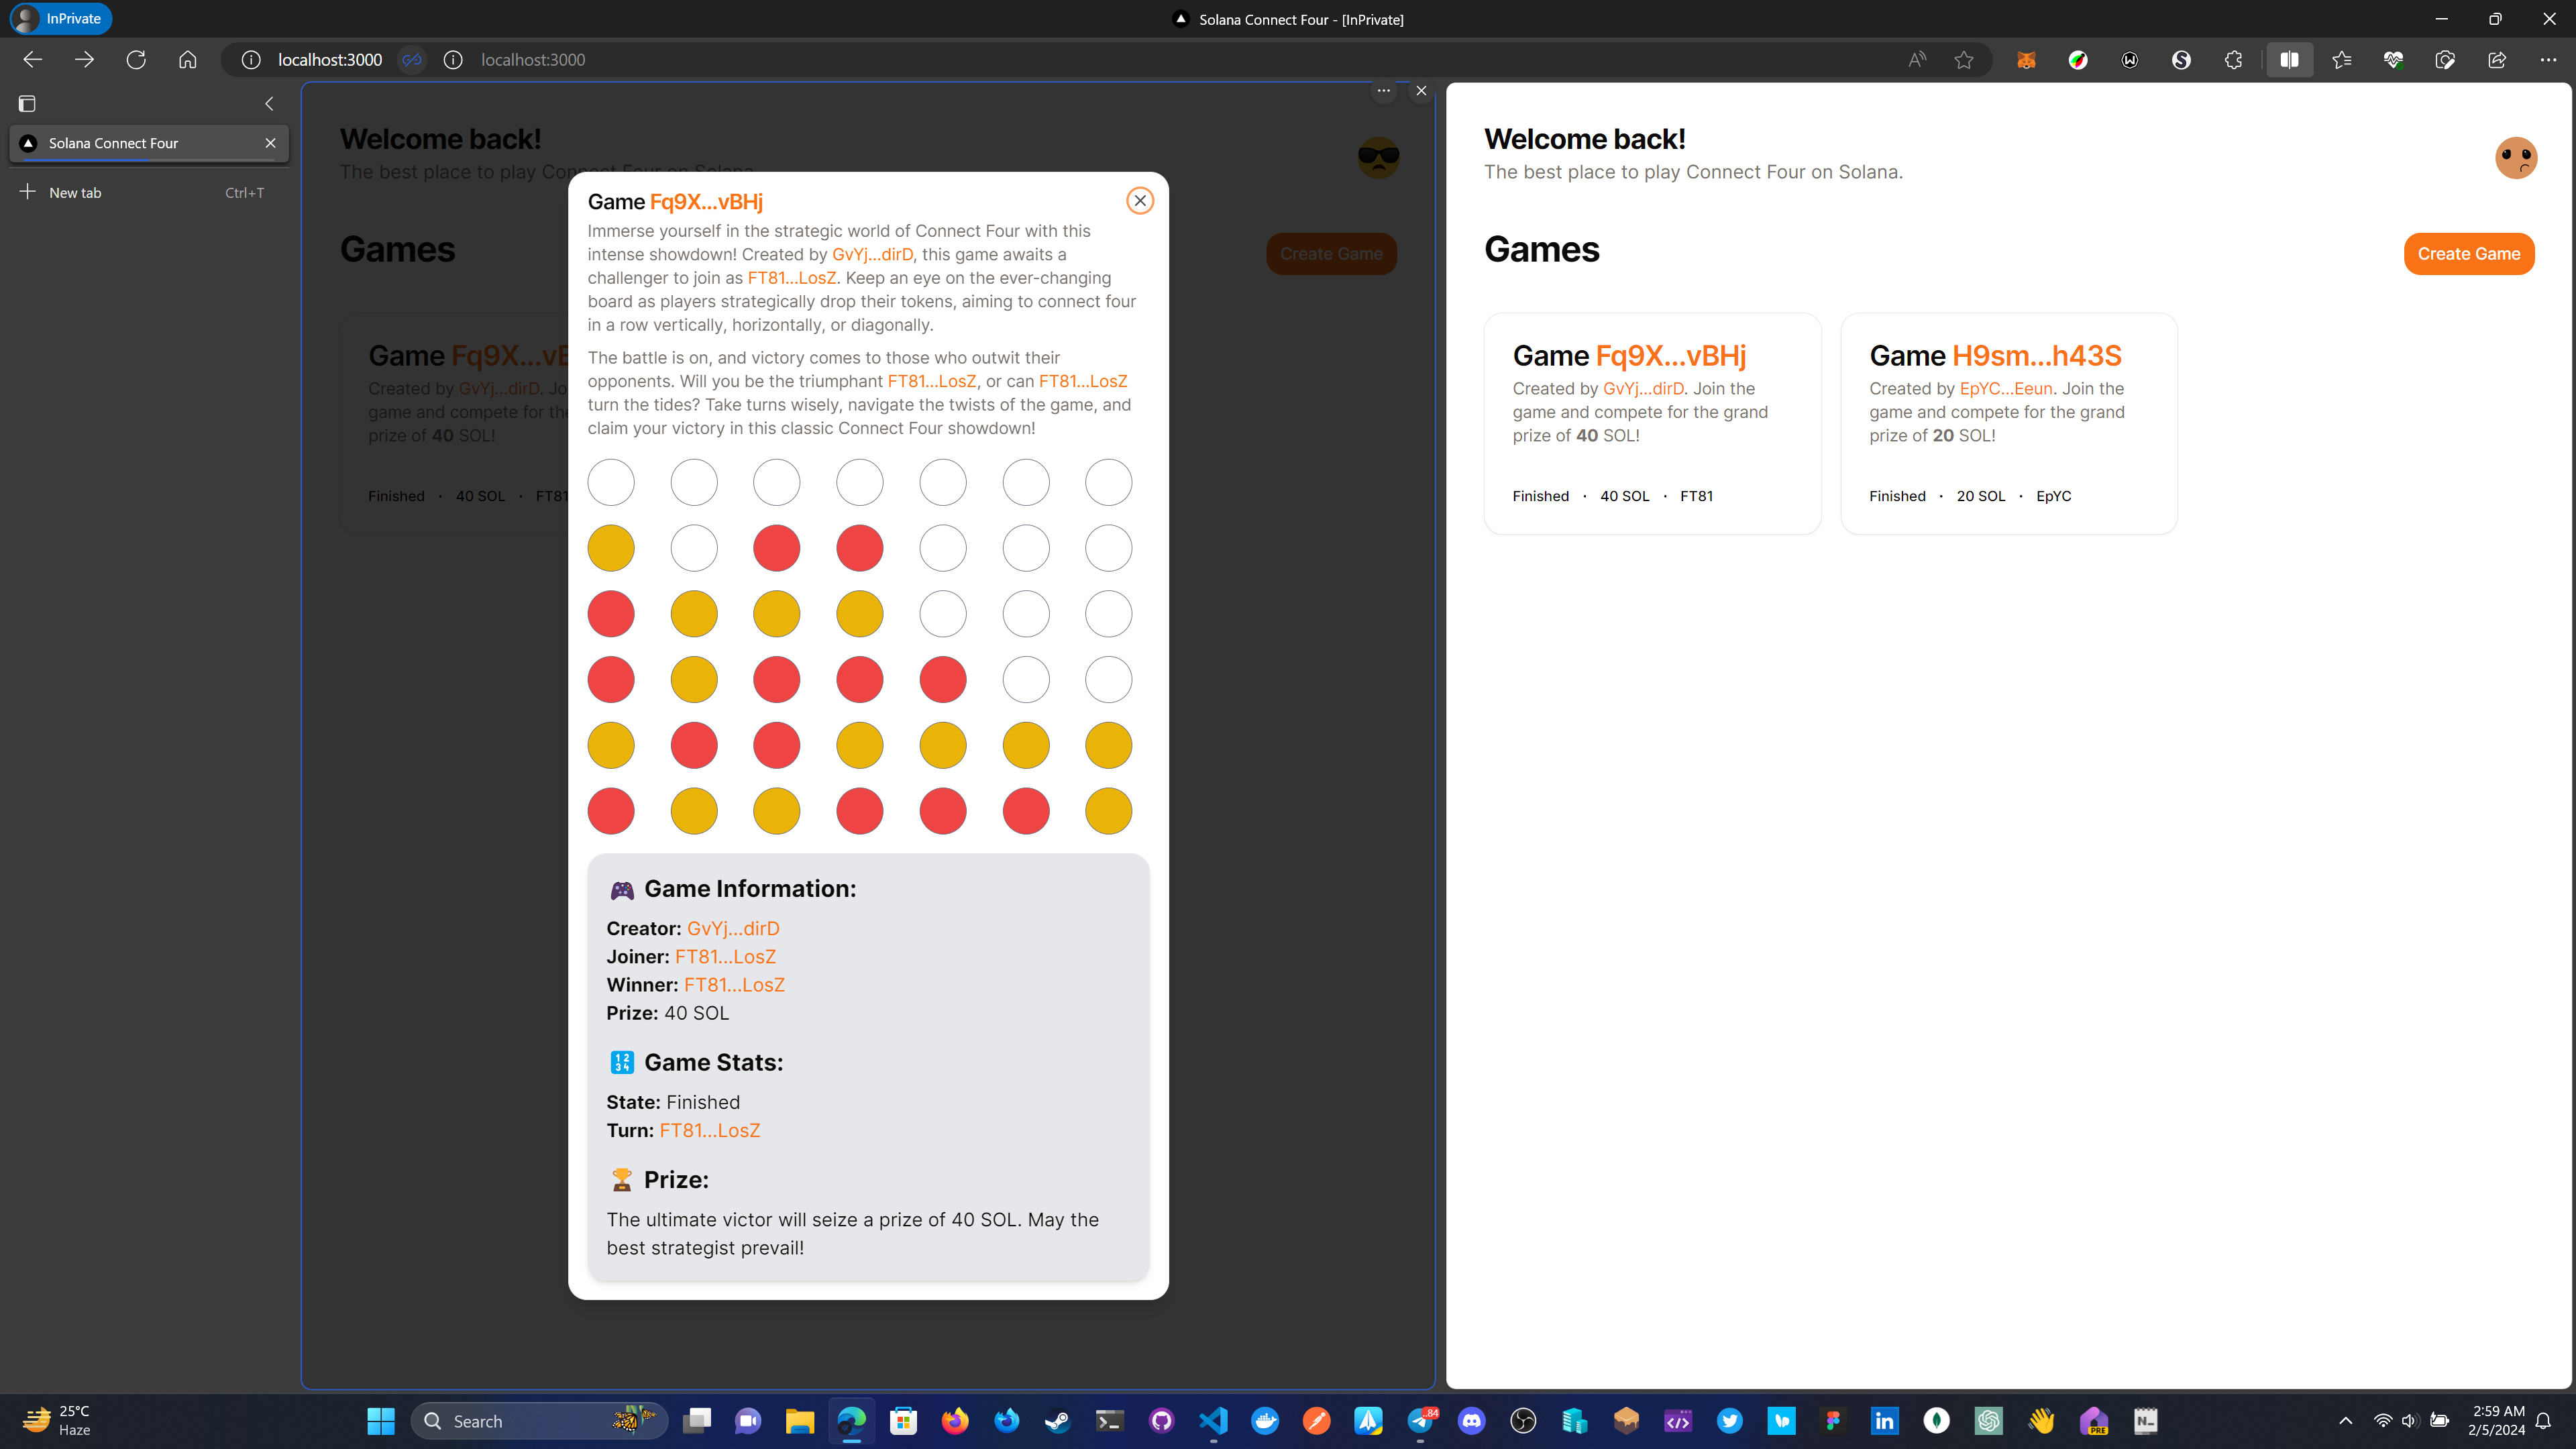 InPrivate
Solana Connect Four - [InPrivate]
localhost:3000
localhost:3000
Solana Connect Four
New tab
Ctrl+T
Welcome back!
The best place to play Connect Four on Solana.
Games
Create Game
Game Fq9X...vB
Created by GvYj...dirD. Jo
game and compete for the
prize of 40 SOL!
Finished · 40 SOL · FT81
Game Fq9X...vBHj
Immerse yourself in the strategic world of Connect Four with this
intense showdown! Created by GvYj...dirD, this game awaits a
challenger to join as FT81...LosZ. Keep an eye on the ever-changing
board as players strategically drop their tokens, aiming to connect four
in a row vertically, horizontally, or diagonally.
The battle is on, and victory comes to those who outwit their
opponents. Will you be the triumphant FT81...LosZ, or can FT81...LosZ
turn the tides? Take turns wisely, navigate the twists of the game, and
claim your victory in this classic Connect Four showdown!
Game Information:
Creator: GvYj...dirD
Joiner: FT81...LosZ
Winner: FT81...LosZ
Prize: 40 SOL
Game Stats:
State: Finished
Turn: FT81...LosZ
Prize:
The ultimate victor will seize a prize of 40 SOL. May the
best strategist prevail!
Welcome back!
The best place to play Connect Four on Solana.
Games
Create Game
Game Fq9X...vBHj
Created by GvYj...dirD. Join the
game and compete for the grand
prize of 40 SOL!
Finished · 40 SOL · FT81
Game H9sm...h43S
Created by EpYC...Eeun. Join the
game and compete for the grand
prize of 20 SOL!
Finished · 20 SOL · EpYC
25°C
Haze
Search
84
PRE
2:59 AM
2/5/2024